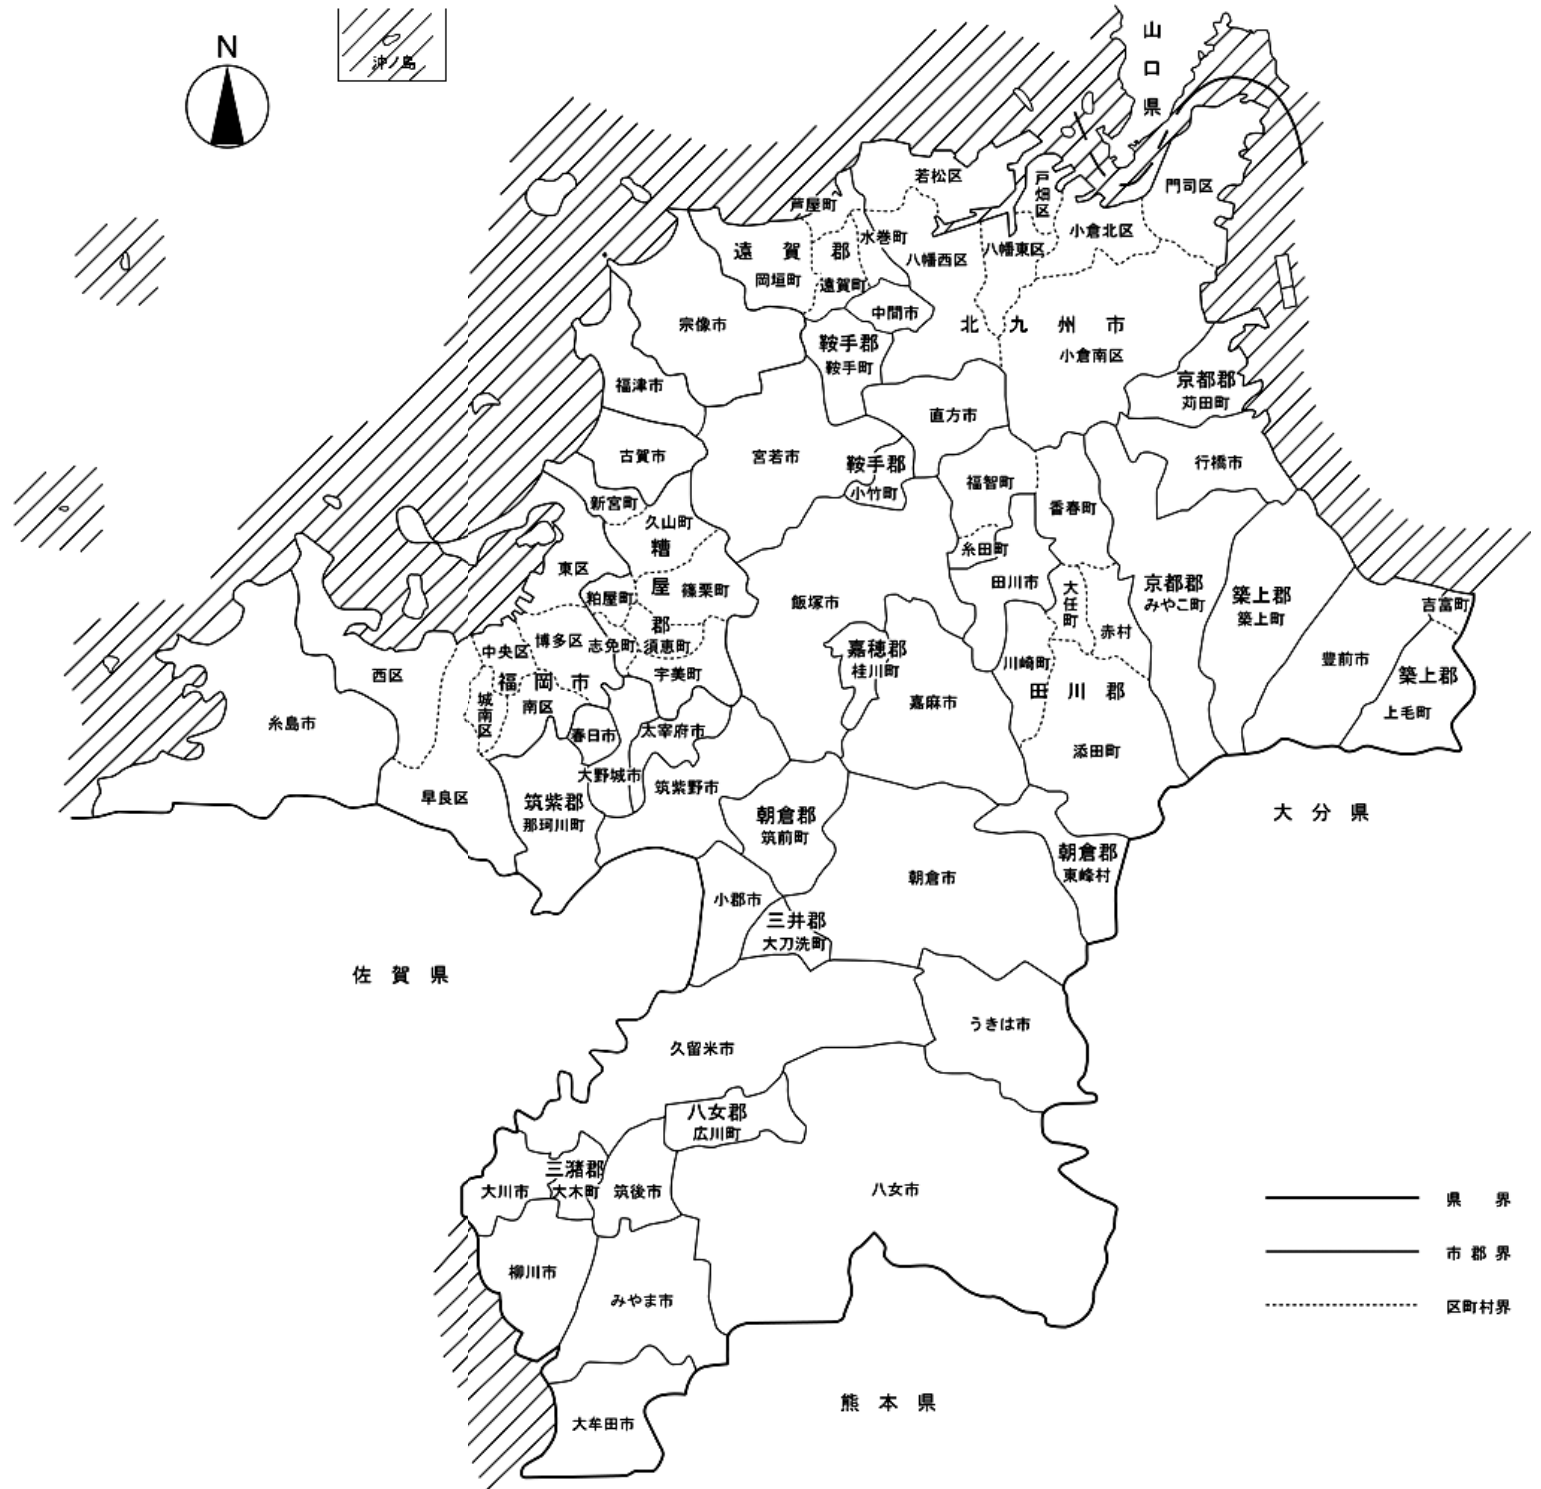 N
沖ノ島
山口県
若松区
戸畑区
門司区
芦屋町
小倉北区
水巻町
八幡東区
遠賀郡
八幡西区
岡垣町
遠賀町
中間市
宗像市
北九州市
鞍手郡
鞍手町
小倉南区
福津市
京都郡
苅田町
直方市
古賀市
宮若市
鞍手郡
小竹町
行橋市
福智町
新宮町
久山町
香春町
糟屋郡
糸田町
東区
田川市
京都郡
みやこ町
築上郡
築上町
吉富町
粕屋町
篠栗町
飯塚市
大任町
赤村
博多区
志免町
須恵町
中央区
嘉穂郡
桂川町
川崎町
豊前市
西区
福岡市
宇美町
築上郡
上毛町
田川郡
城南区
南区
嘉麻市
糸島市
春日市
太宰府市
添田町
大野城市
筑紫野市
早良区
筑紫郡
那珂川町
朝倉郡
筑前町
大分県
朝倉郡
東峰村
朝倉市
小郡市
三井郡
大刀洗町
佐賀県
うきは市
久留米市
八女郡
広川町
三潴郡
大木町
大川市
筑後市
八女市
県界
市郡界
区町村界
柳川市
みやま市
熊本県
大牟田市